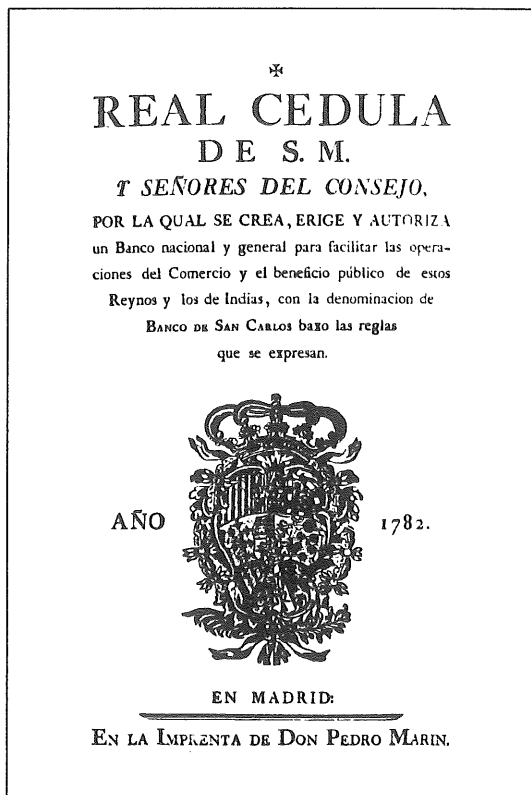 REAL CEDULA
DE S. M.
Y SEÑORES DEL CONSEJO,
POR LA QUAL SE CREA, ERIGE Y AUTORIZA
un Banco nacional y general para facilitar las opera-
ciones del Comercio y el beneficio público de estos
Reynos y los de Indias, con la denominacion de
BANCO DE SAN CARLOS baxo las reglas
que se expresan.
AÑO 1782.
EN MADRID:
EN LA IMPRENTA DE DON PEDRO MARIN.